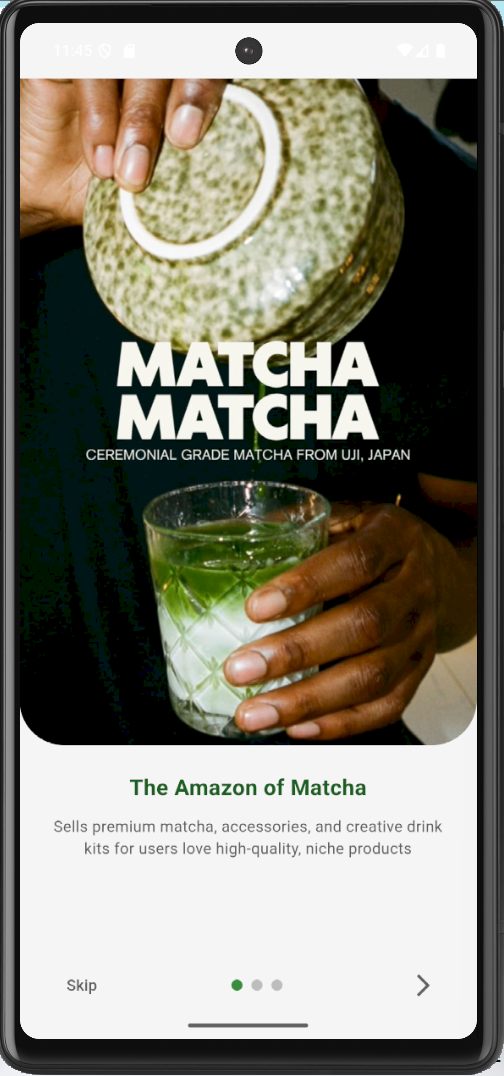 11:45
MATCHA
MATCHA
CEREMONIAL GRADE MATCHA FROM UJI, JAPAN
The Amazon of Matcha
Sells premium matcha, accessories, and creative drink
kits for users love high-quality, niche products
Skip